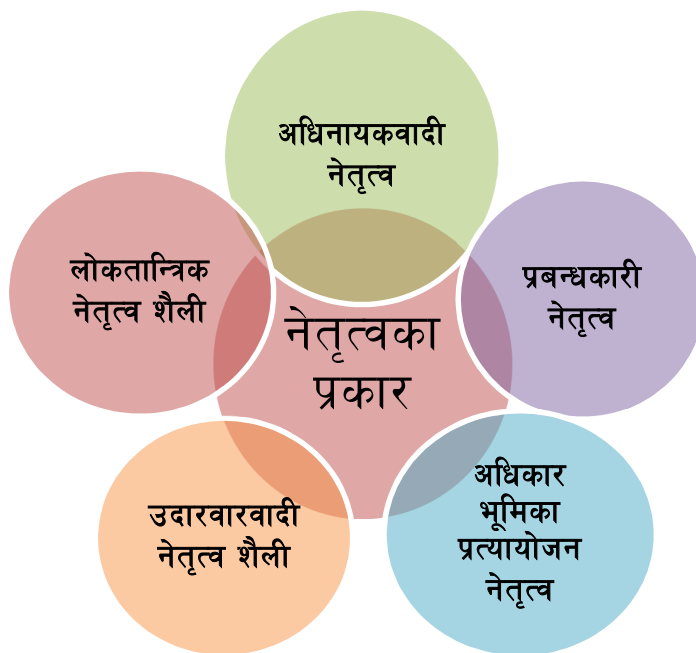 अधिनायकवादी
नेतृत्व
प्रबन्धकारी
नेतृत्व
अधिकार
भूमिका
प्रत्यायोजन
नेतृत्व
उदारवारवादी
नेतृत्व शैली
लोकतान्त्रिक
नेतृत्व शैली
नेतृत्वका
प्रकार